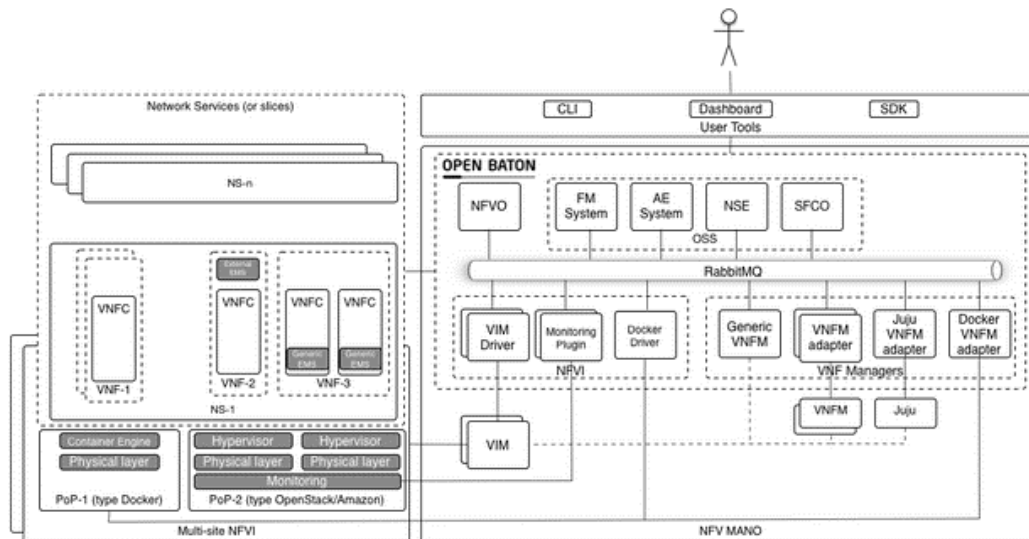 Network Services (or slices)
NS-n
External
EMS
VNFC
VNFC
VNFC
VNFC
Generic
EMS
Generic
EMS
VNF-1
VNF-2
VNF-3
NS-1
Container Engine
Physical layer
PoP-1 (type Docker)
Hypervisor
Hypervisor
Physical layer
Physical layer
Monitoring
PoP-2 (type OpenStack/Amazon)
Multi-site NFVI
CLI
Dashboard
SDK
User Tools
OPEN BATON
NFVO
FM
System
AE
System
NSE
SFCO
OSS
RabbitMQ
VIM
Driver
Monitoring
Plugin
Docker
Driver
NFVI
Generic
VNFM
VNFM
adapter
Juju
VNFM
adapter
Docker
VNFM
adapter
VNF Managers
VIM
VNFM
Juju
NFV MANO